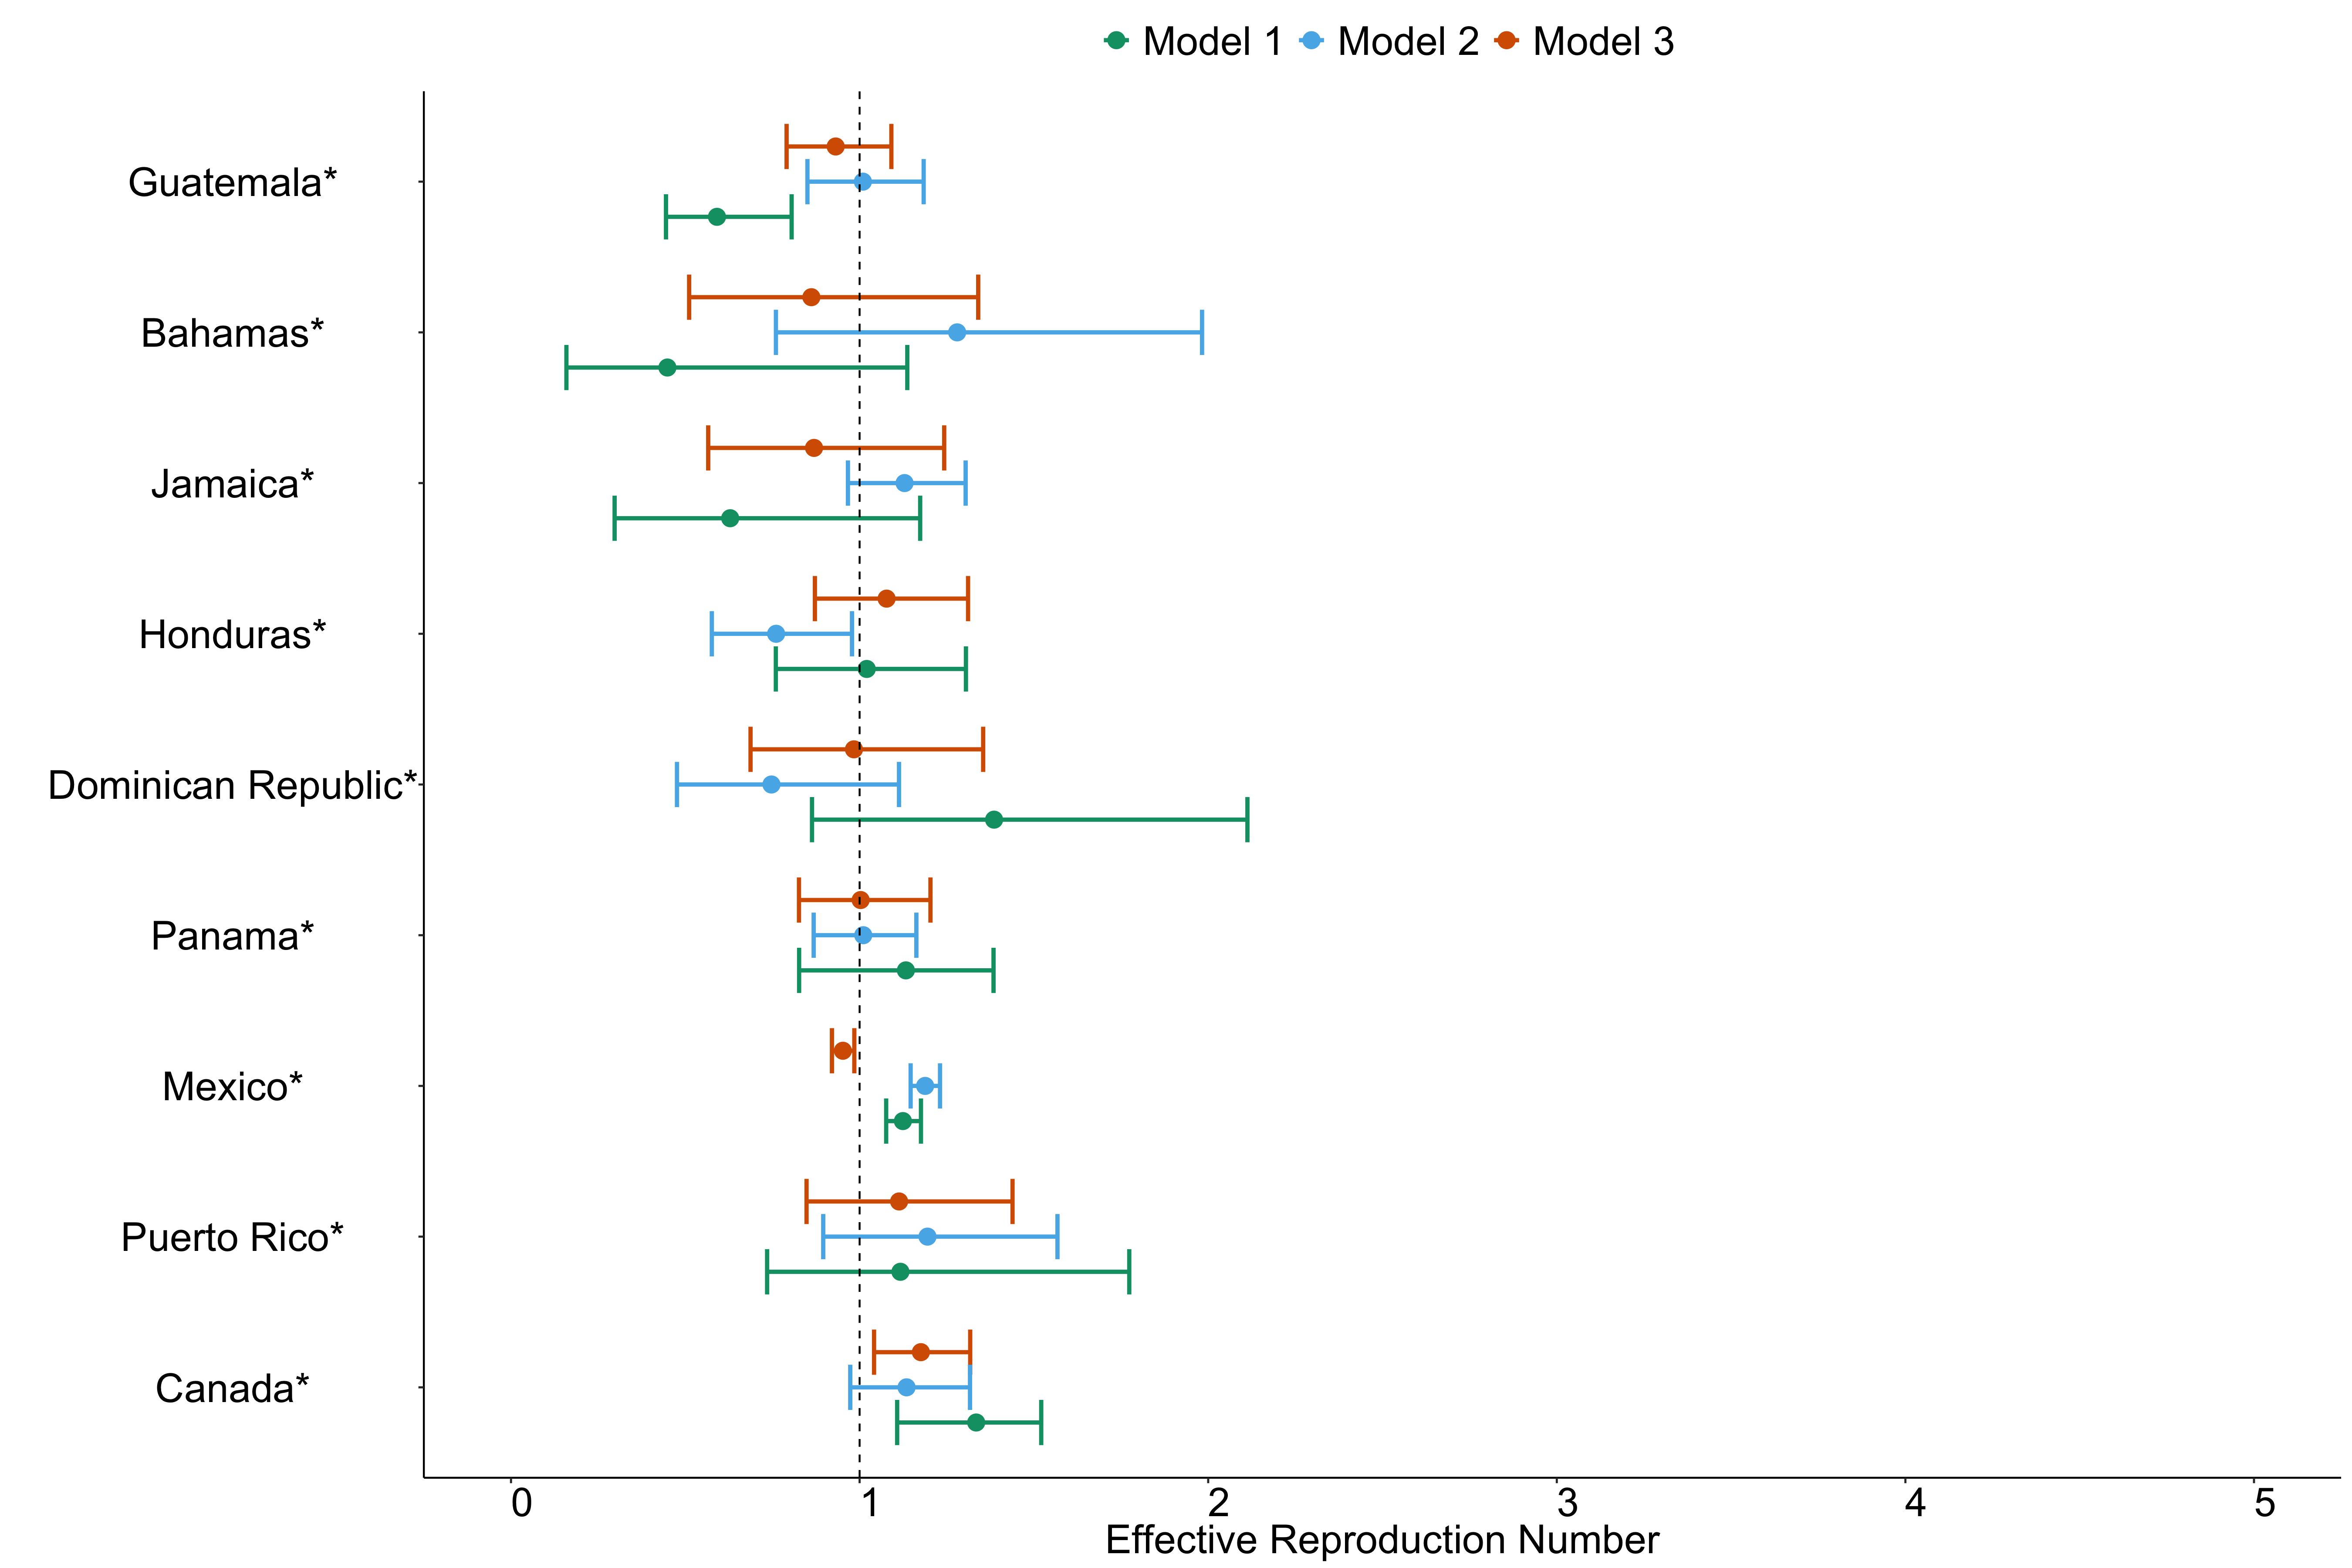 Model 1 Model 2 Model 3
Guatemala*
Bahamas*
Jamaica*
Honduras*
Dominican Republic*
Panama*
Mexico*
Puerto Rico*
Canada*
0 1 2 3 4 5
Effective Reproduction Number